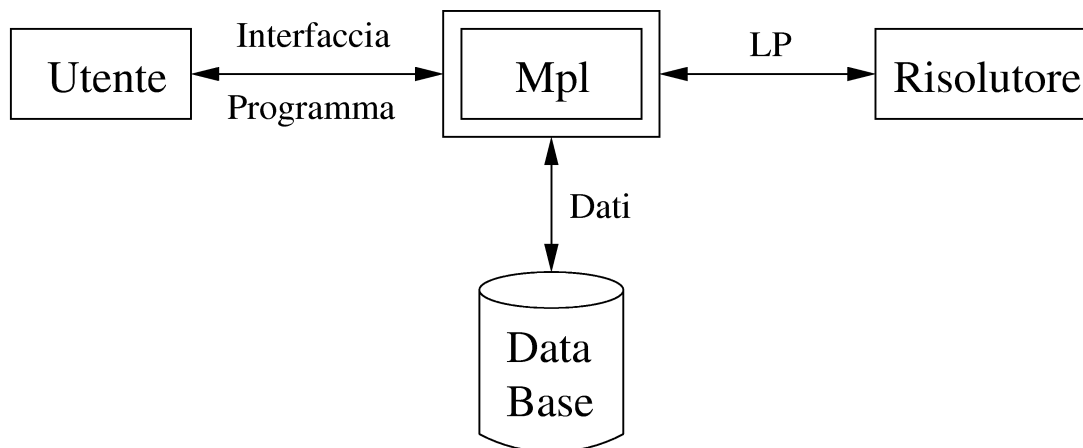 Utente
Interfaccia
Programma
Mpl
LP
Risolutore
Dati
Data
Base